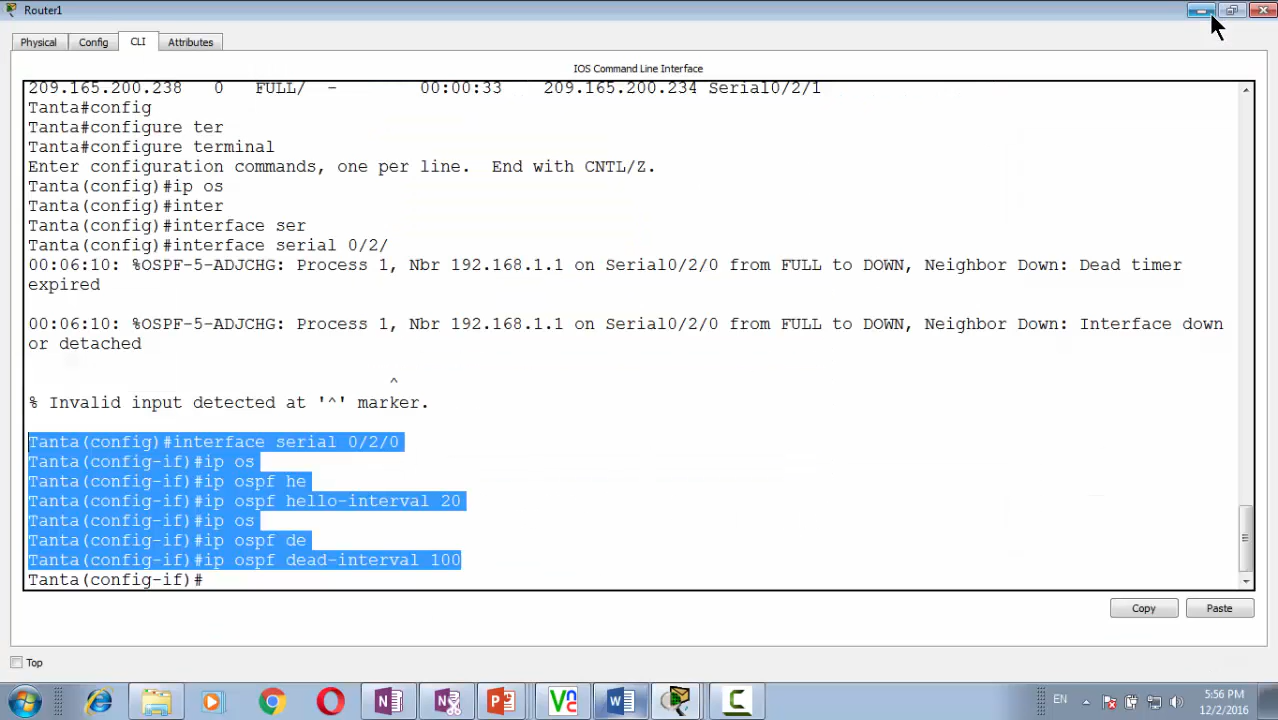 Router1
Physical Config CLI Attributes
IOS Command Line Interface
209.165.200.238 0 FULL/ - 00:00:33 209.165.200.234 Serial0/2/1
Tanta#config
Tanta#configure ter
Tanta#configure terminal
Enter configuration commands, one per line. End with CNTL/Z.
Tanta(config)#ip os
Tanta(config)#inter
Tanta(config)#interface ser
Tanta(config)#interface serial 0/2/
00:06:10: %OSPF-5-ADJCHG: Process 1, Nbr 192.168.1.1 on Serial0/2/0 from FULL to DOWN, Neighbor Down: Dead timer
expired
00:06:10: %OSPF-5-ADJCHG: Process 1, Nbr 192.168.1.1 on Serial0/2/0 from FULL to DOWN, Neighbor Down: Interface down
or detached
^
% Invalid input detected at '^' marker.
Tanta(config)#interface serial 0/2/0
Tanta(config-if)#ip os
Tanta(config-if)#ip ospf he
Tanta(config-if)#ip ospf hello-interval 20
Tanta(config-if)#ip os
Tanta(config-if)#ip ospf de
Tanta(config-if)#ip ospf dead-interval 100
Tanta(config-if)#
Copy Paste
Top
EN
5:56 PM
12/2/2016